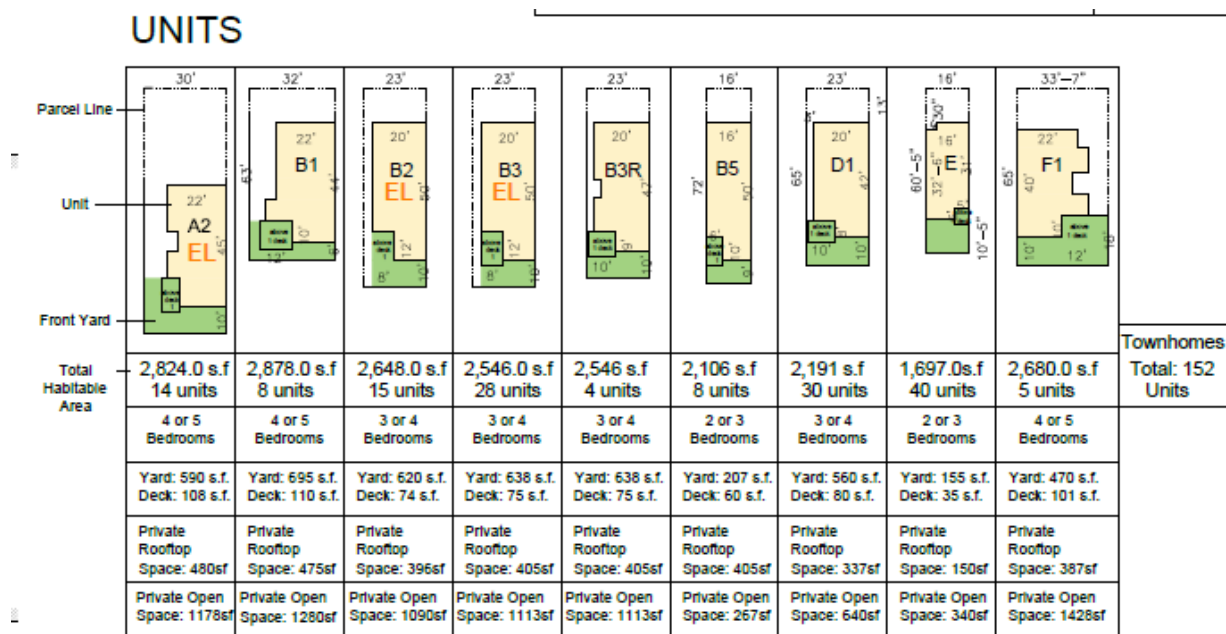 UNITS
30' 32' 23' 23' 23' 16' 23' 16' 33'-7"
Parcel Line
Unit
Front Yard
22'
A2
EL
45'
10'
63'
22'
B1
44'
10'
12'
6'
20'
B2
EL
50'
12'
8'
10'
20'
B3
EL
50'
12'
8'
10'
20'
B3R
47'
9'
10'
10'
72'
16'
B5
50'
10'
9'
65'
20'
D1
42'
8'
10'
10'
13'
60'-5"
16'
E
32'-6"
31'
10'-5"
65'
22'
F1
40'
10'
10'
12'
18'
above
1 deck
Townhomes
Total: 152
Units
Total
Habitable
Area
2,824.0 s.f 2,878.0 s.f 2,648.0 s.f 2,546.0 s.f 2,546 s.f 2,106 s.f 2,191 s.f 1,697.0s.f 2,680.0 s.f
14 units 8 units 15 units 28 units 4 units 8 units 30 units 40 units 5 units
4 or 5 4 or 5 3 or 4 3 or 4 3 or 4 2 or 3 3 or 4 2 or 3 4 or 5
Bedrooms Bedrooms Bedrooms Bedrooms Bedrooms Bedrooms Bedrooms Bedrooms Bedrooms
Yard: 590 s.f. Yard: 695 s.f. Yard: 620 s.f. Yard: 638 s.f. Yard: 638 s.f. Yard: 207 s.f. Yard: 560 s.f. Yard: 155 s.f. Yard: 470 s.f.
Deck: 108 s.f. Deck: 110 s.f. Deck: 74 s.f. Deck: 75 s.f. Deck: 75 s.f. Deck: 60 s.f. Deck: 80 s.f. Deck: 35 s.f. Deck: 101 s.f.
Private Private Private Private Private Private Private Private Private
Rooftop Rooftop Rooftop Rooftop Rooftop Rooftop Rooftop Rooftop Rooftop
Space: 480sf Space: 475sf Space: 396sf Space: 405sf Space: 405sf Space: 405sf Space: 337sf Space: 150sf Space: 387sf
Private Open Private Open Private Open Private Open Private Open Private Open Private Open Private Open Private Open
Space: 1178sf Space: 1280sf Space: 1090sf Space: 1113sf Space: 1113sf Space: 267sf Space: 640sf Space: 340sf Space: 1428sf